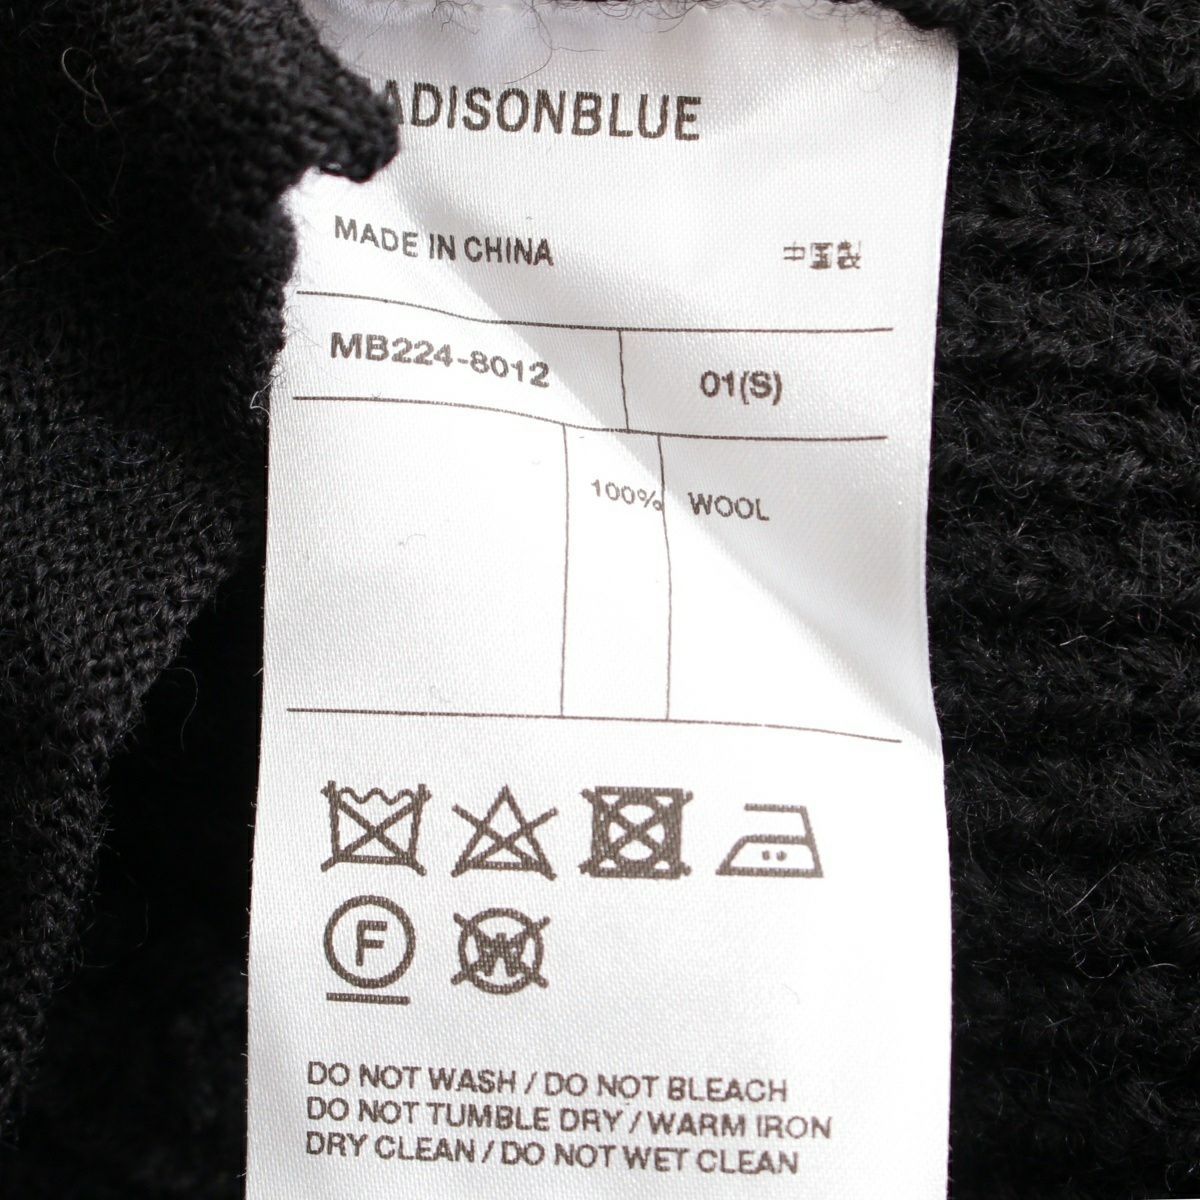 ADISONBLUE
MADE IN CHINA 中国製
MB224-8012 01(S)
100% WOOL
F
W
DO NOT WASH / DO NOT BLEACH
DO NOT TUMBLE DRY / WARM IRON
DRY CLEAN / DO NOT WET CLEAN